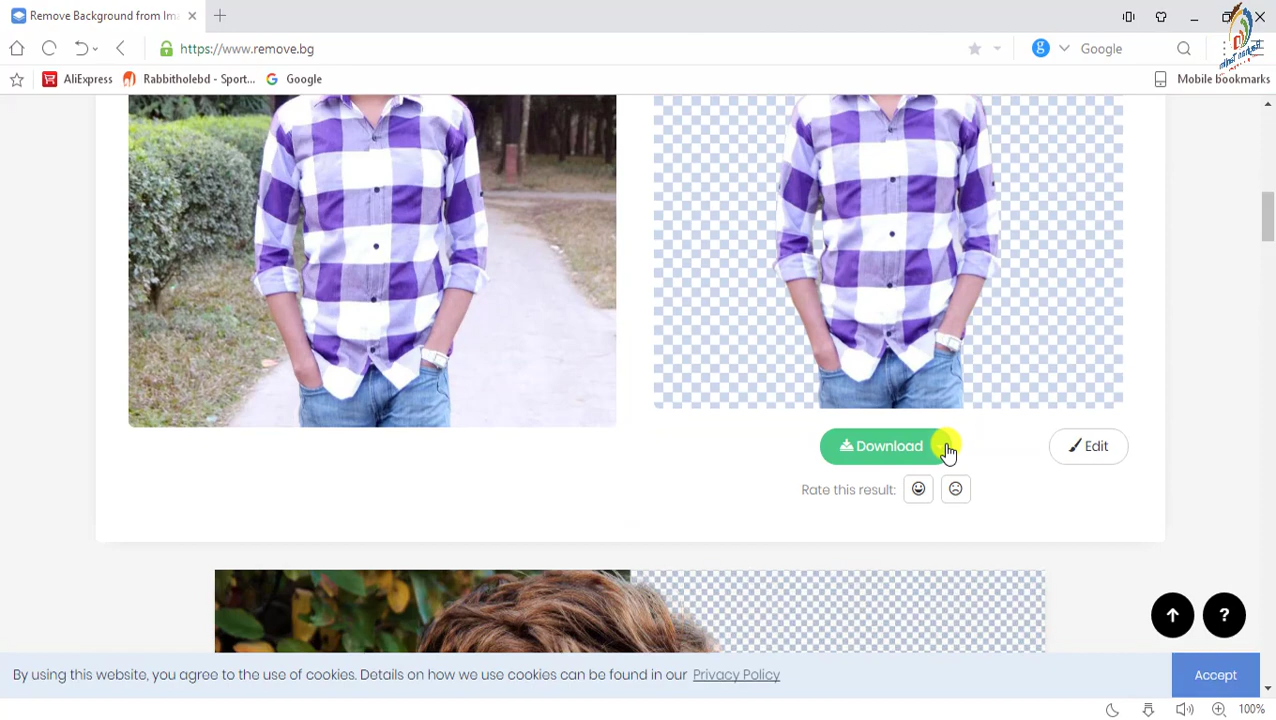 Remove Background from Im
https://www.remove.bg
Google
AliExpress
Rabbitholebd - Sport...
Google
Mobile bookmarks
Download
Edit
Rate this result:
?
By using this website, you agree to the use of cookies. Details on how we use cookies can be found in our Privacy Policy
Accept
100%